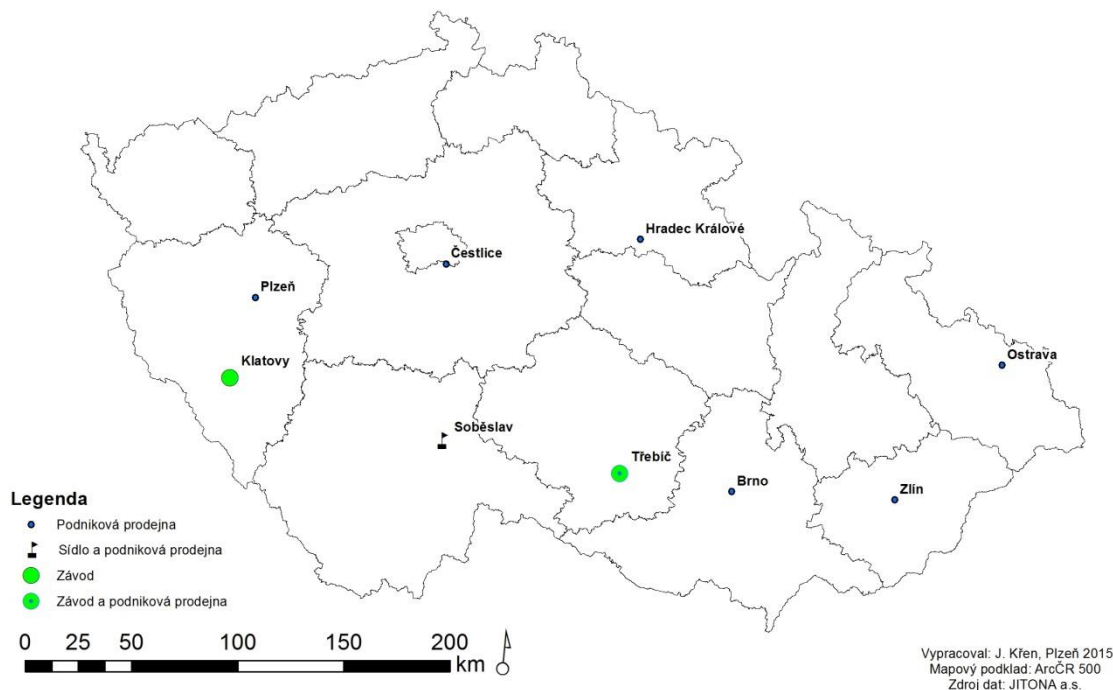 Hradec Králové
Čestlice
Plzeň
Klatovy
Ostrava
Soběslav
Třebíč
Brno
Zlín
Legenda
Podniková prodejna
Sídlo a podniková prodejna
Závod
Závod a podniková prodejna
0 25 50 100 150 200
km
Vypracoval: J. Křen, Plzeň 2015
Mapový podklad: ArcČR 500
Zdroj dat: JITONA a.s.